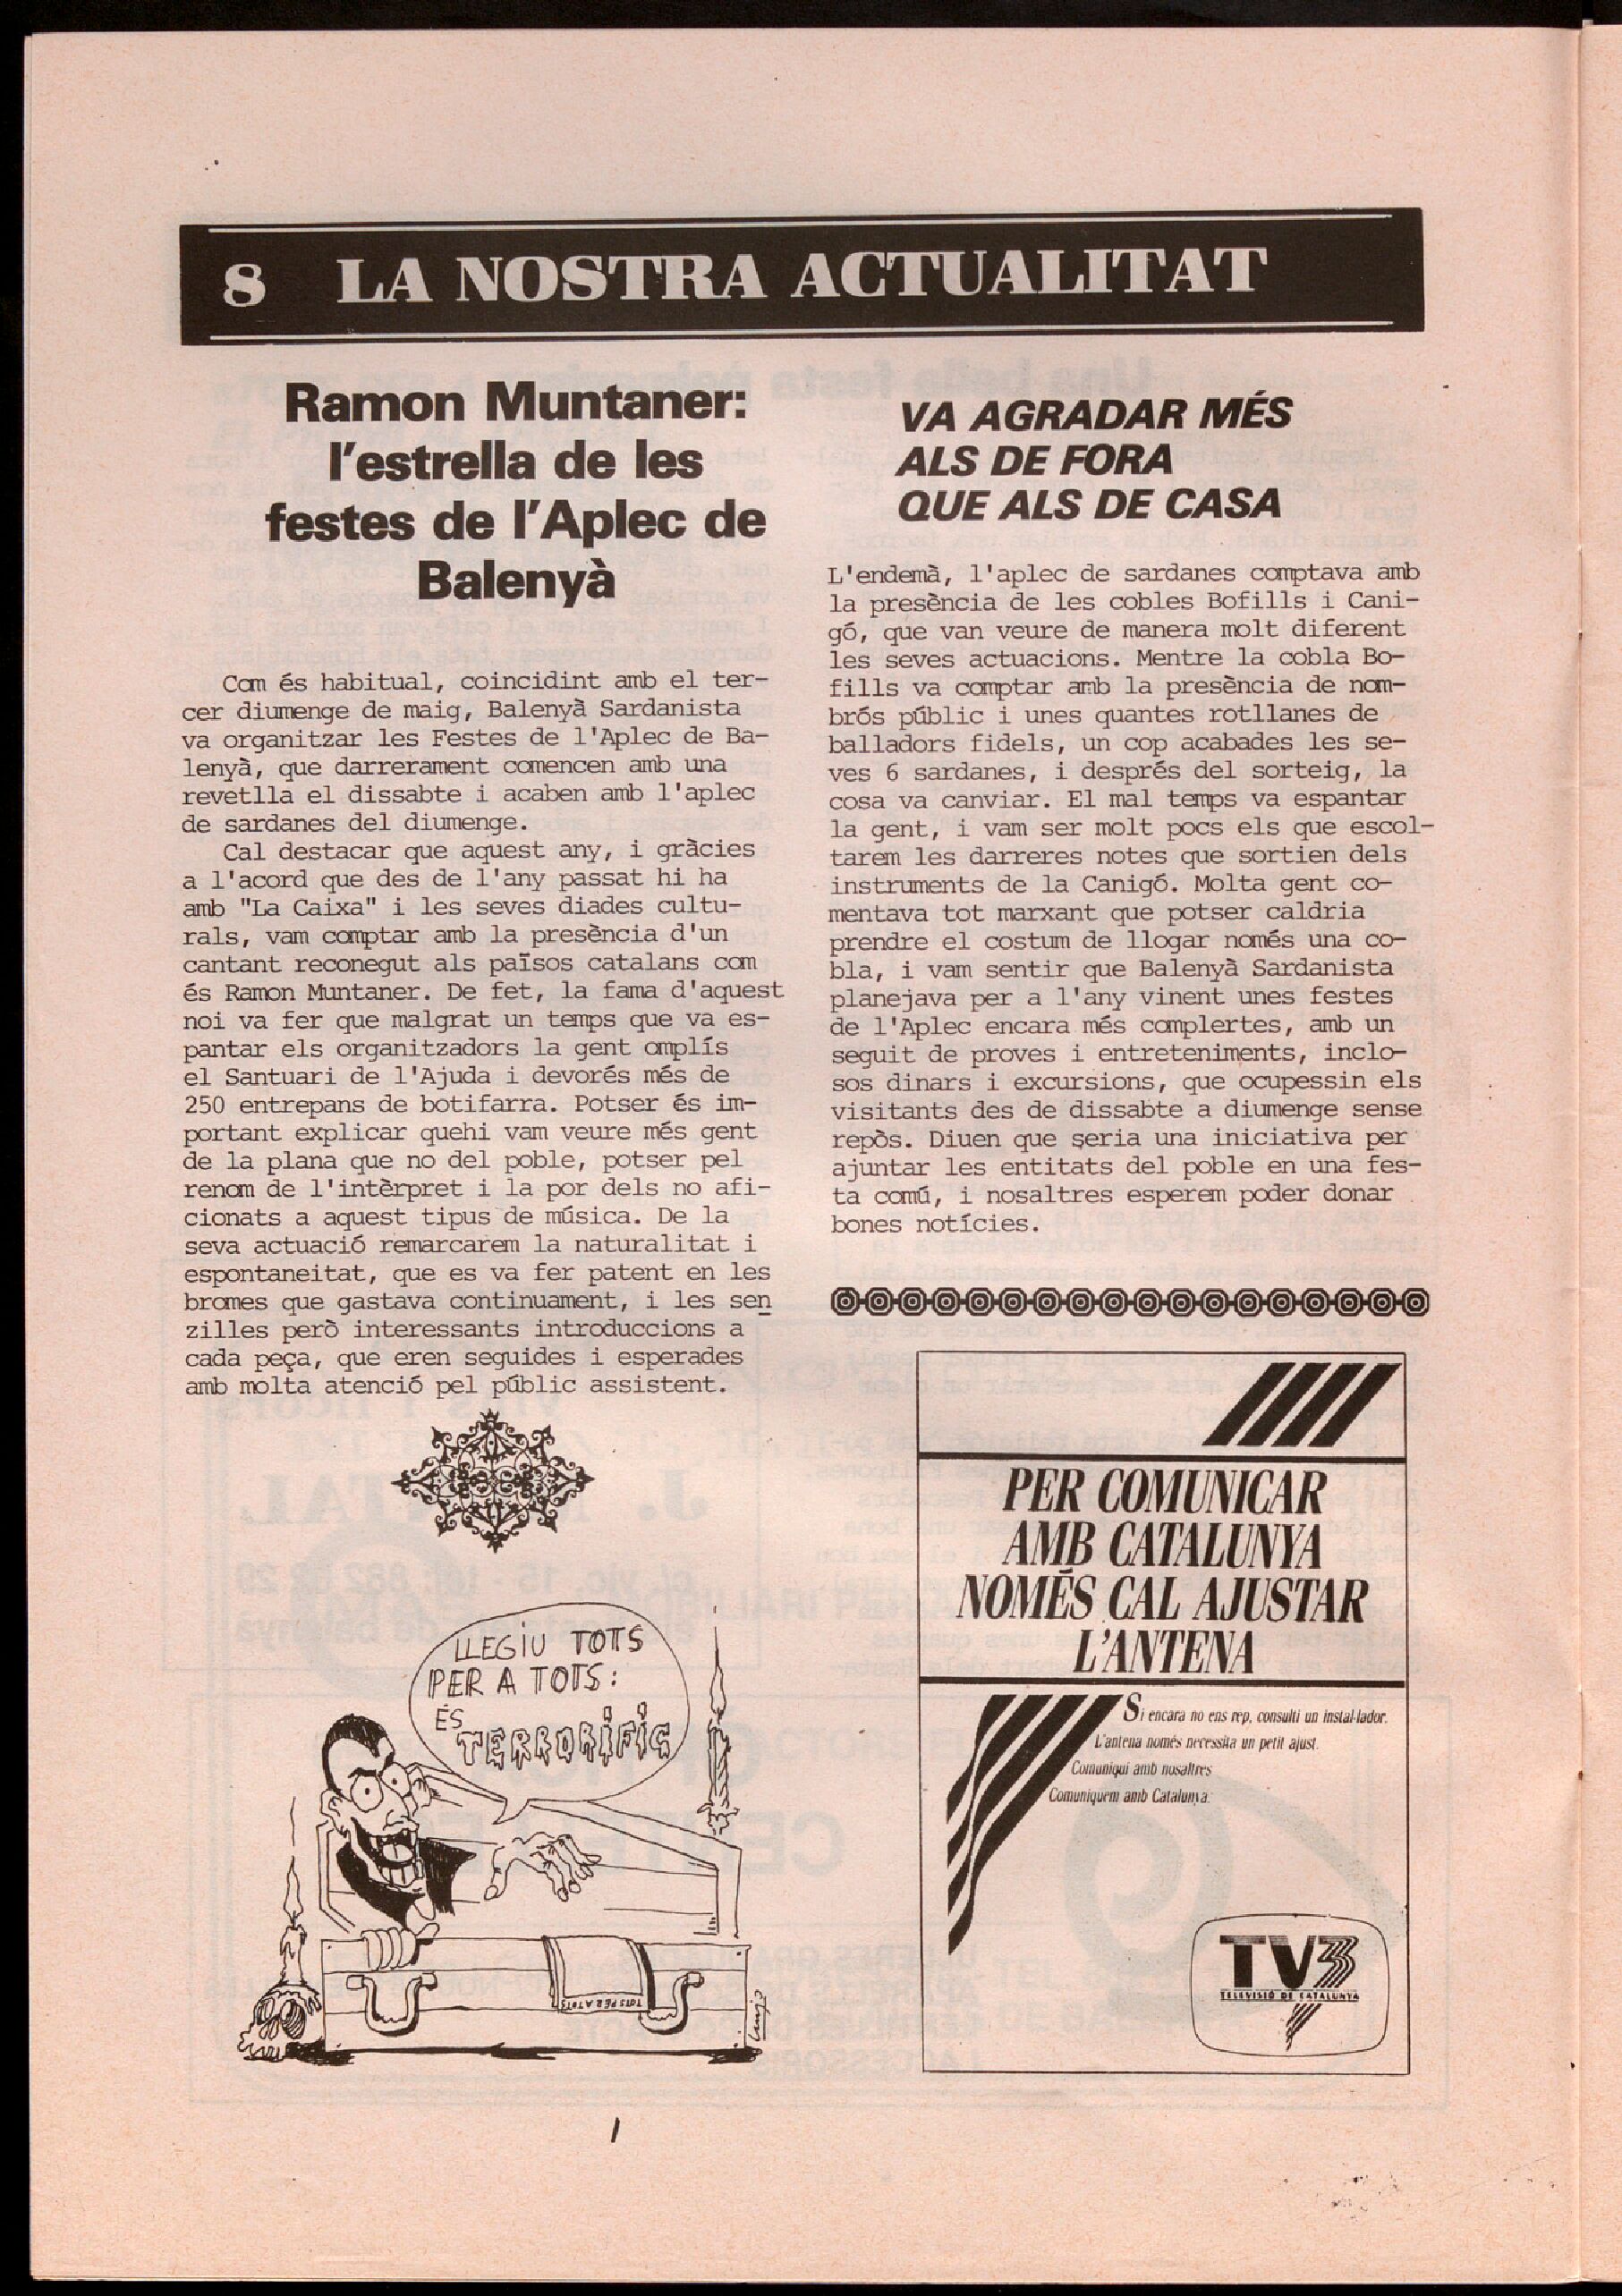 8 LA NOSTRA ACTUALITAT
Ramon Muntaner:
l'estrella de les
festes de l'Aplec de
Balenyà
Com és habitual, coincidint amb el ter-
cer diumenge de maig, Balenyà Sardanista
va organitzar les Festes de l'Aplec de Ba-
lenyà, que darrerament comencen amb una
revetlla el dissabte i acaben amb l'aplec
de sardanes del diumenge.
Cal destacar que aquest any, i gràcies
a l'acord que des de l'any passat hi ha
amb "La Caixa" i les seves diades cultu-
rals, vam comptar amb la presència d'un
cantant reconegut als països catalans com
és Ramon Muntaner. De fet, la fama d'aquest
noi va fer que malgrat un temps que va es-
pantar els organitzadors la gent omplís
el Santuari de l'Ajuda i devorés més de
250 entrepans de botifarra. Potser és im-
portant explicar quehi vam veure més gent
de la plana que no del poble, potser pel
renom de l'intèrpret i la por dels no afi-
cionats a aquest tipus de música. De la
seva actuació remarcarem la naturalitat i
espontaneitat, que es va fer patent en les
bromes que gastava continuament, i les sen
zilles però interessants introduccions a
cada peça, que eren seguides i esperades
amb molta atenció pel públic assistent.
LLEGIU TOTS
PER A TOTS:
ÉS
TERRORÍFIC
TOTS PER A TOTS
VA AGRADAR MÉS
ALS DE FORA
QUE ALS DE CASA
L'endemà, l'aplec de sardanes comptava amb
la presència de les cobles Bofills i Cani-
gó, que van veure de manera molt diferent
les seves actuacions. Mentre la cobla Bo-
fills va comptar amb la presència de nom-
brós públic i unes quantes rotllanes de
balladors fidels, un cop acabades les se-
ves 6 sardanes, i després del sorteig, la
cosa va canviar. El mal temps va espantar
la gent, i vam ser molt pocs els que escol-
tarem les darreres notes que sortien dels
instruments de la Canigó. Molta gent co-
mentava tot marxant que potser caldria
prendre el costum de llogar només una co-
bla, i vam sentir que Balenyà Sardanista
planejava per a l'any vinent unes festes
de l'Aplec encara més complertes, amb un
seguit de proves i entreteniments, inclo-
sos dinars i excursions, que ocupessin els
visitants des de dissabte a diumenge sense
repòs. Diuen que seria una iniciativa per
ajuntar les entitats del poble en una fes-
ta comú, i nosaltres esperem poder donar
bones notícies.
PER COMUNICAR
AMB CATALUNYA
NOMÉS CAL AJUSTAR
L'ANTENA
Si encara no ens rep, consulti un instal·lador.
L'antena només necessita un petit ajust.
Comuniqui amb nosaltres.
Comuniquem amb Catalunya.
TV3
TELEVISIÓ DE CATALUNYA